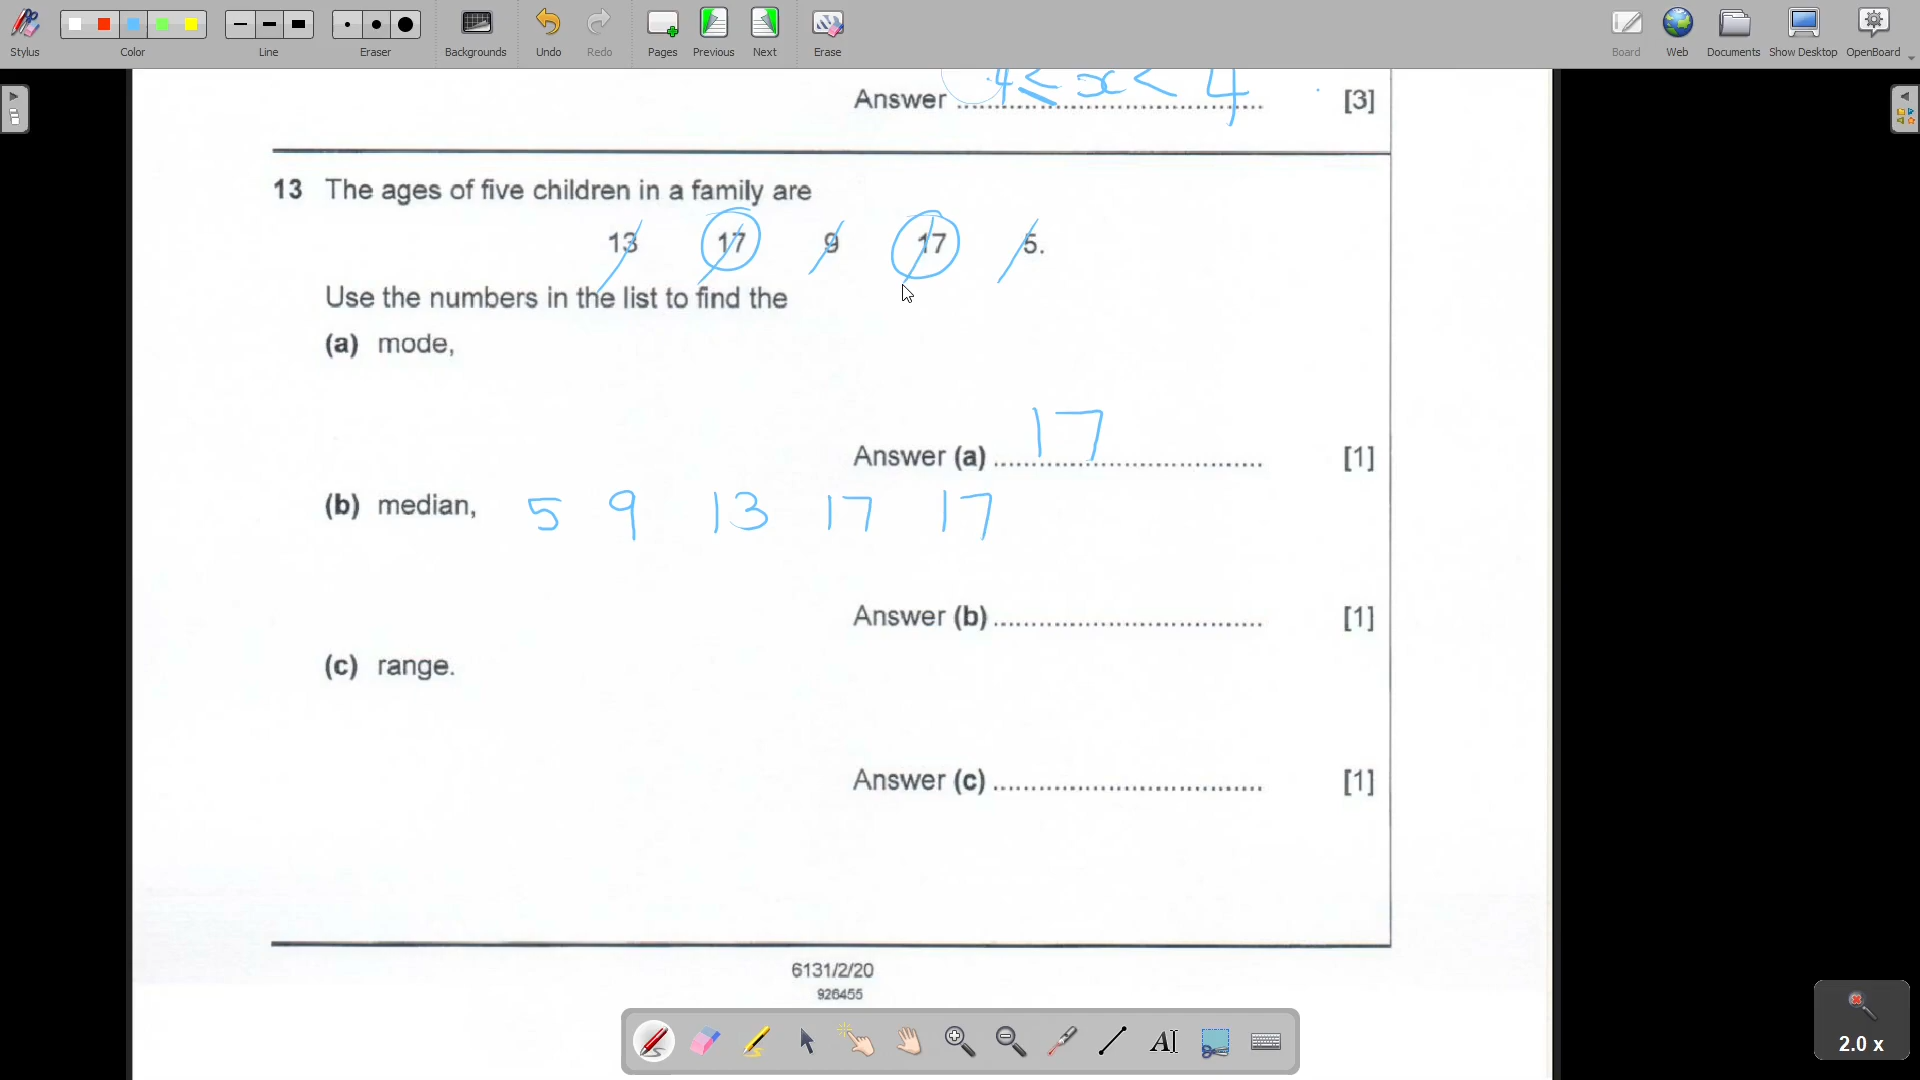 Stylus Color Line Eraser Backgrounds Undo Redo Pages Previous Next Erase Board Web Documents Show Desktop OpenBoard
4 ≤ x < 4
Answer ........................................ [3]
13 The ages of five children in a family are
13 17 9 17 5.
Use the numbers in the list to find the
(a) mode,
17
Answer (a) .................................. [1]
(b) median, 5 9 13 17 17
Answer (b) .................................. [1]
(c) range.
Answer (c) .................................. [1]
6131/2/20
926455
AI
2.0 x